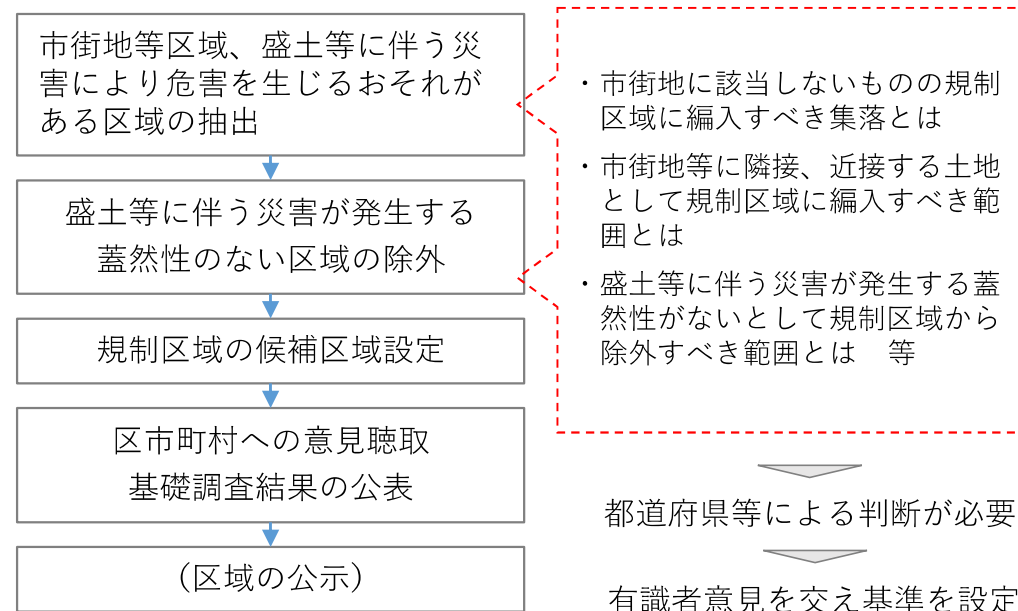 市街地等区域、盛土等に伴う災
害により危害を生じるおそれが
ある区域の抽出
盛土等に伴う災害が発生する
蓋然性のない区域の除外
規制区域の候補区域設定
区市町村への意見聴取
基礎調査結果の公表
(区域の公示)
・市街地に該当しないものの規制
区域に編入すべき集落とは
・市街地等に隣接、近接する土地
として規制区域に編入すべき範
囲とは
・盛土等に伴う災害が発生する蓋
然性がないとして規制区域から
除外すべき範囲とは　等
都道府県等による判断が必要
有識者意見を交え基準を設定